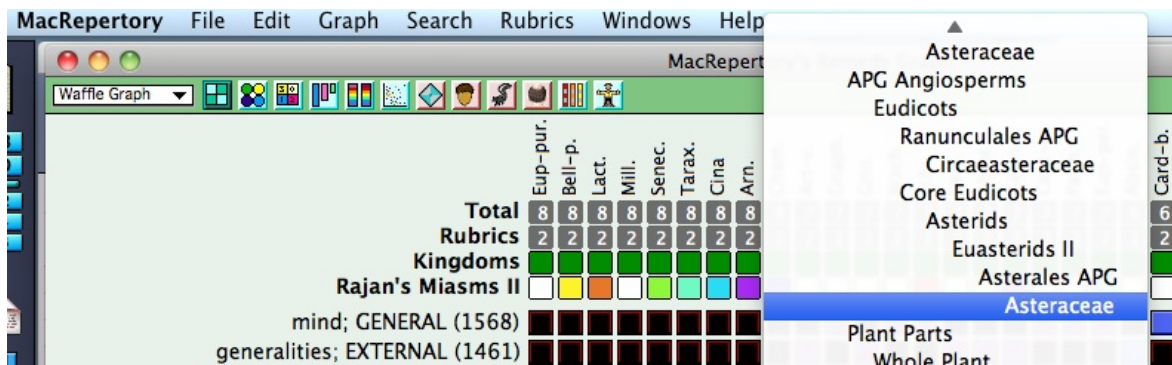 MacRepertory File Edit Graph Search Rubrics Windows Help
MacRepert
Waffle Graph
Eup-pur.
Bell-p.
Lact.
Mill.
Senec.
Tarax.
Cina
Arn.
Card-b.
Total 8 8 8 8 8 8 8 8 6
Rubrics 2 2 2 2 2 2 2 2 2
Kingdoms
Rajan's Miasms II
mind; GENERAL (1568)
generalities; EXTERNAL (1461)
Asteraceae
APG Angiosperms
Eudicots
Ranunculales APG
Circaeasteraceae
Core Eudicots
Asterids
Euasterids II
Asterales APG
Asteraceae
Plant Parts
Whole Plant